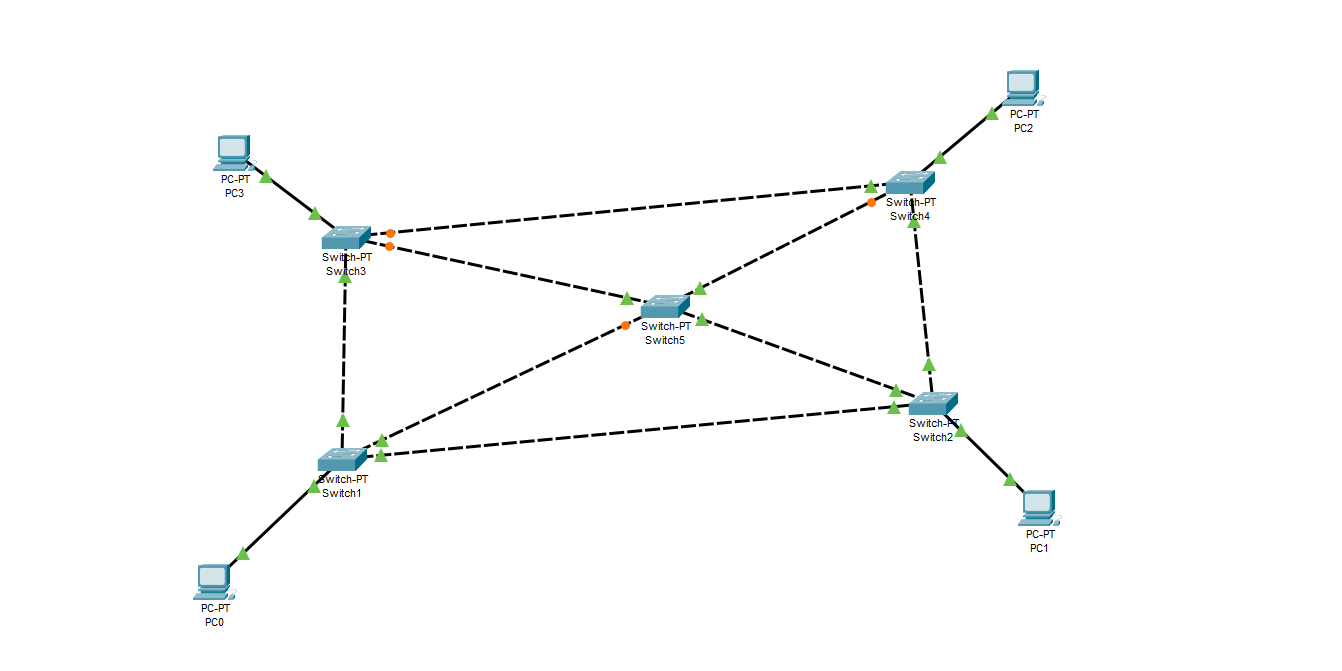 PC-PT
PC2
PC-PT
PC3
Switch-PT
Switch4
Switch-PT
Switch3
Switch-PT
Switch5
Switch-PT
Switch2
Switch-PT
Switch1
PC-PT
PC1
PC-PT
PC0